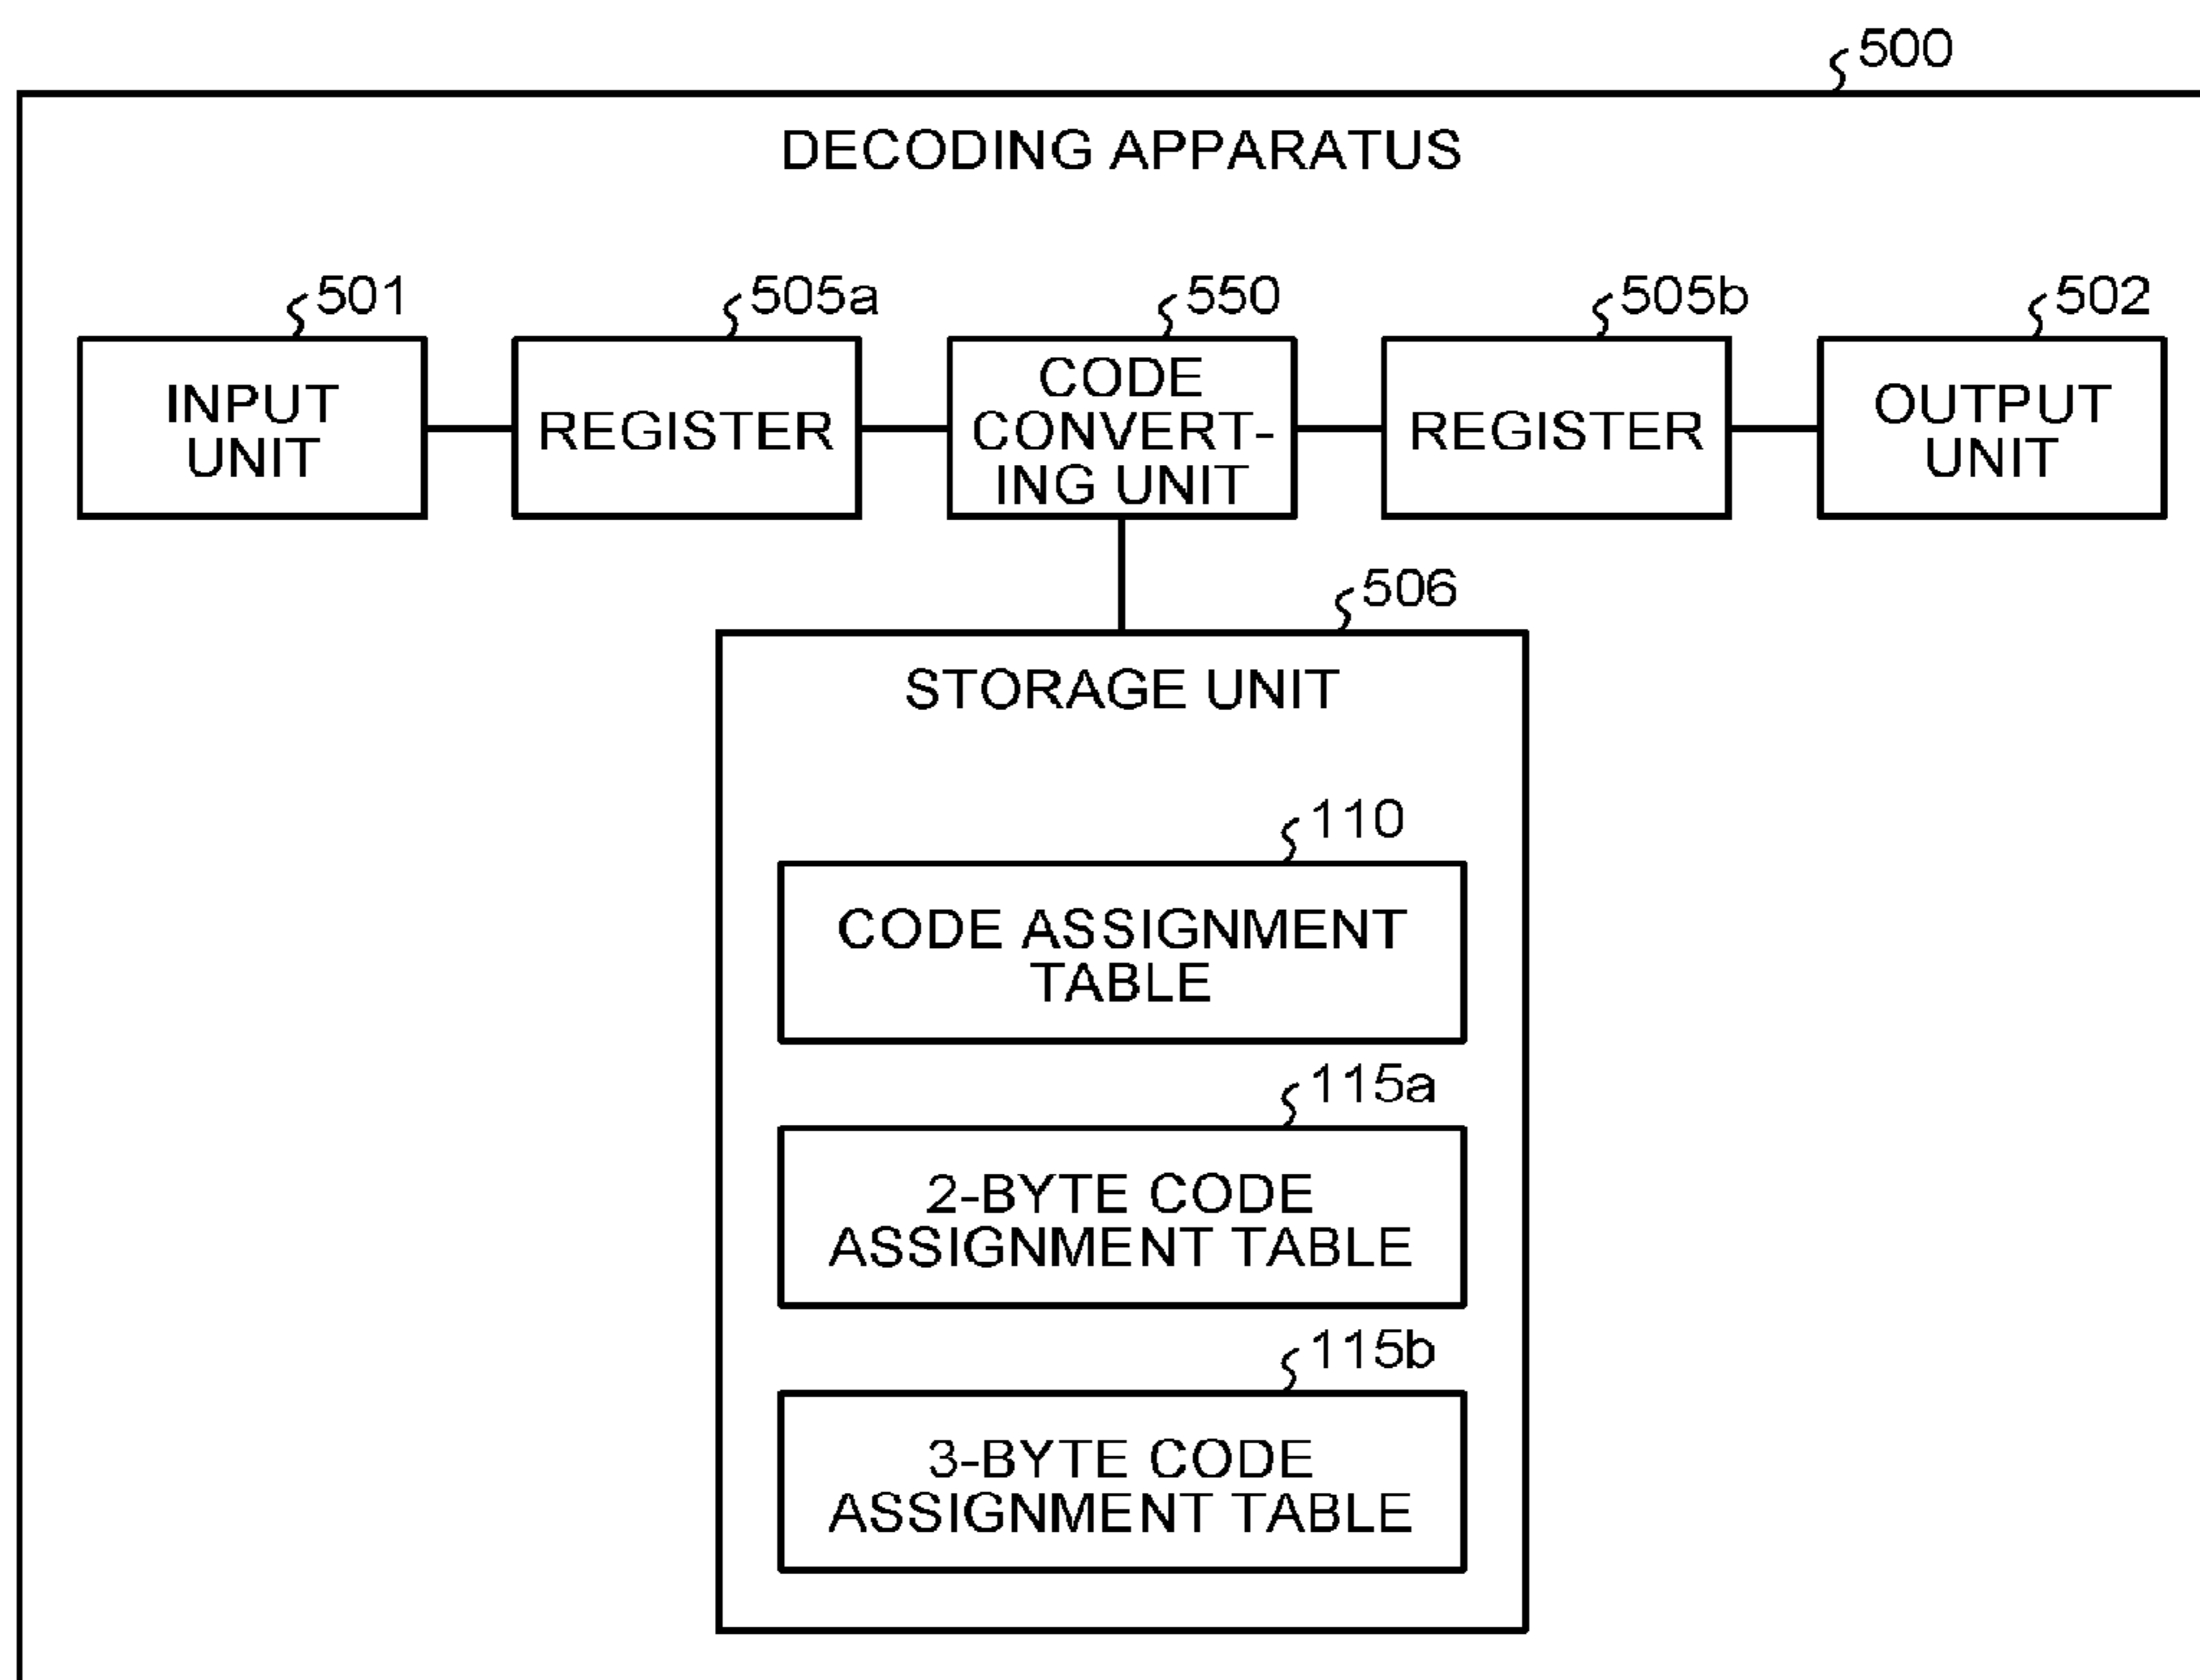 500
DECODING APPARATUS
501
505a
550
505b
502
INPUT
UNIT
REGISTER
CODE
CONVERT-
ING UNIT
REGISTER
OUTPUT
UNIT
506
STORAGE UNIT
110
CODE ASSIGNMENT
TABLE
115a
2-BYTE CODE
ASSIGNMENT TABLE
115b
3-BYTE CODE
ASSIGNMENT TABLE